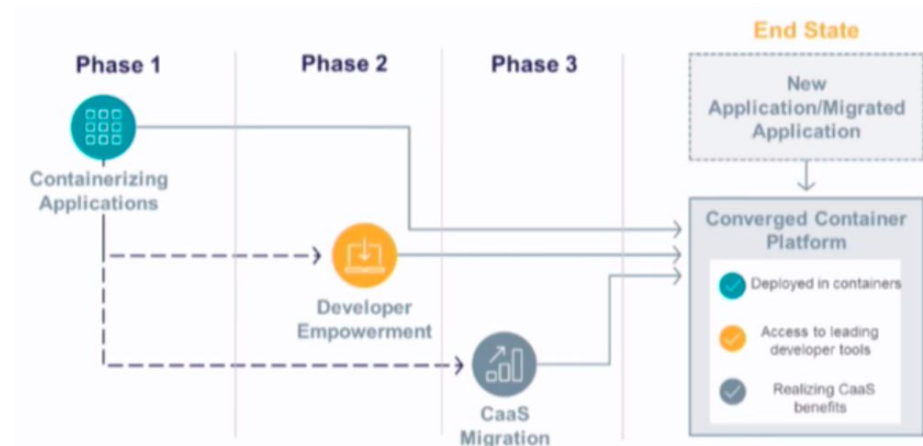 End State
Phase 1
Phase 2
Phase 3
New
Application/Migrated
Application
Containerizing
Applications
Converged Container
Platform
Deployed in containers
Access to leading
developer tools
Realizing CaaS
benefits
Developer
Empowerment
CaaS
Migration